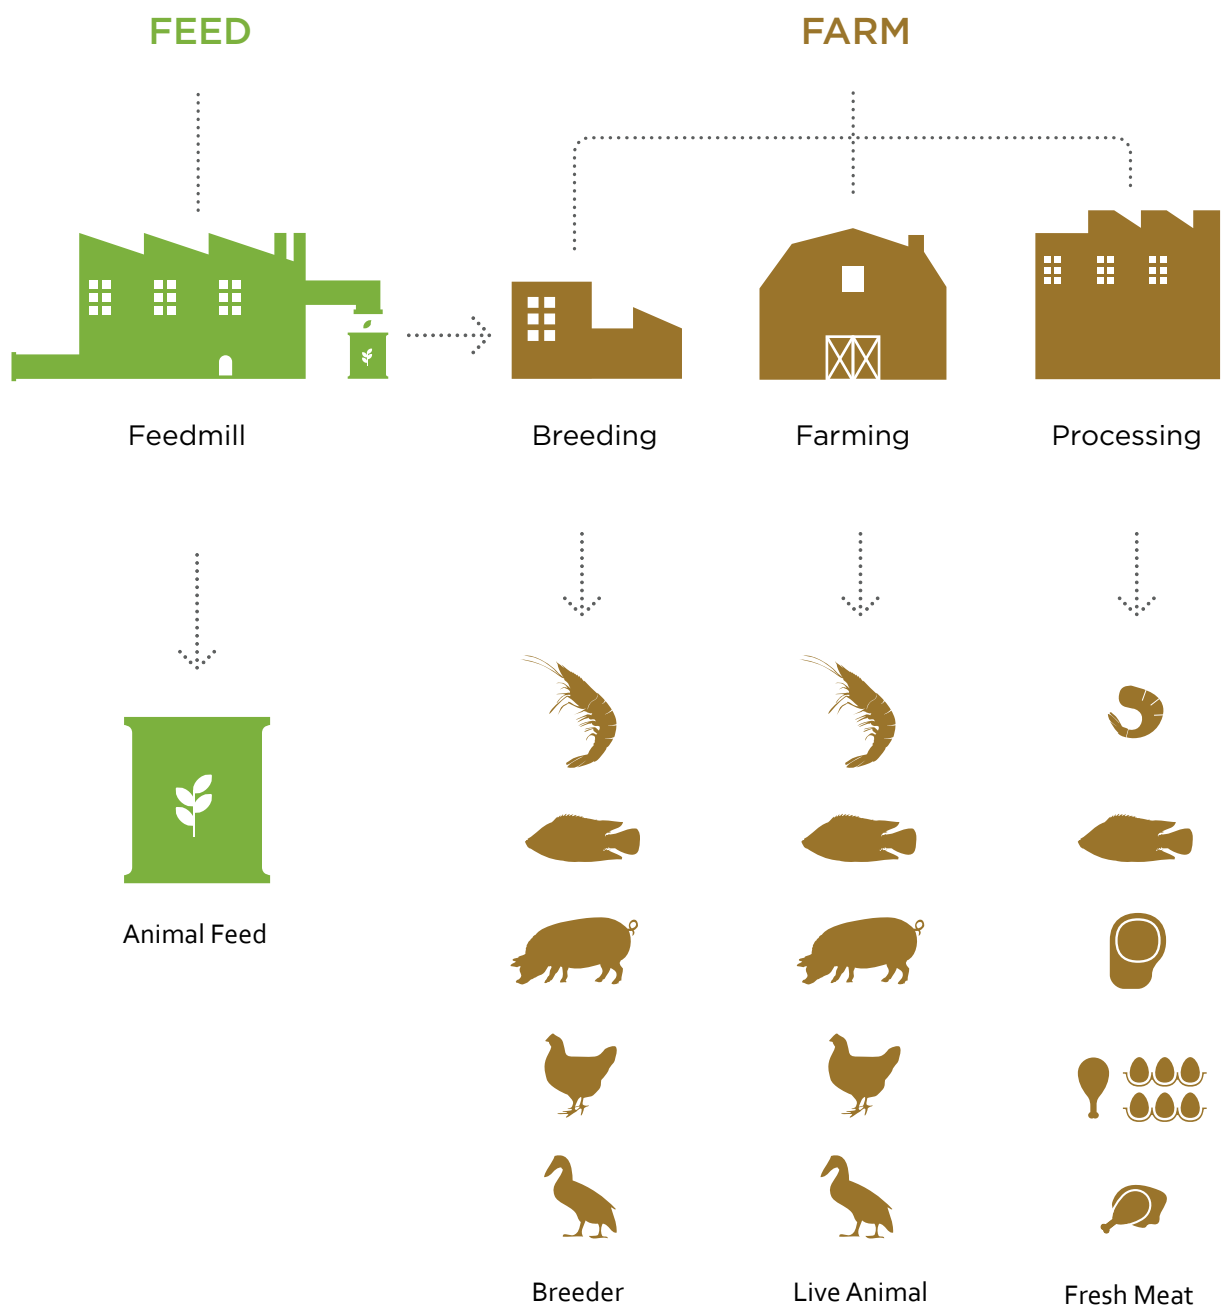 FEED
FARM
Feedmill
Breeding
Farming
Processing
Animal Feed
Breeder
Live Animal
Fresh Meat